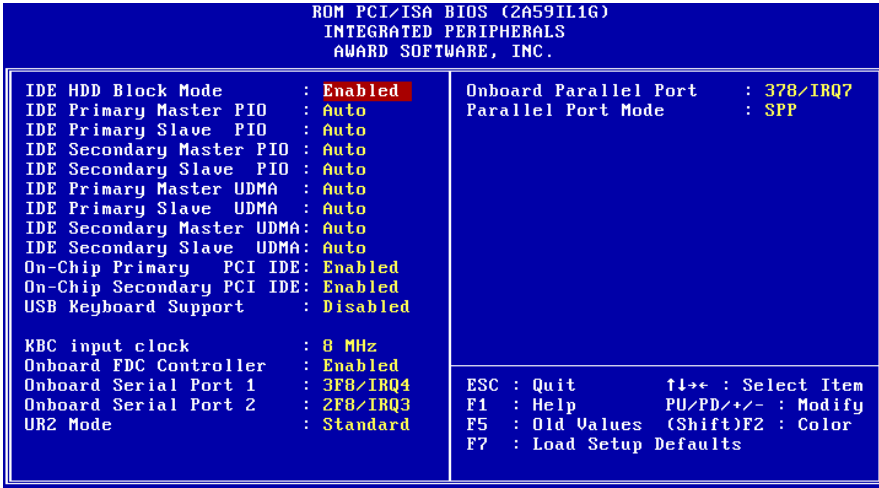 ROM PCI/ISA BIOS (2A59IL1G)
INTEGRATED PERIPHERALS
AWARD SOFTWARE, INC.
IDE HDD Block Mode : Enabled
IDE Primary Master PIO : Auto
IDE Primary Slave PIO : Auto
IDE Secondary Master PIO : Auto
IDE Secondary Slave PIO : Auto
IDE Primary Master UDMA : Auto
IDE Primary Slave UDMA : Auto
IDE Secondary Master UDMA: Auto
IDE Secondary Slave UDMA: Auto
On-Chip Primary PCI IDE: Enabled
On-Chip Secondary PCI IDE: Enabled
USB Keyboard Support : Disabled
KBC input clock : 8 MHz
Onboard FDC Controller : Enabled
Onboard Serial Port 1 : 3F8/IRQ4
Onboard Serial Port 2 : 2F8/IRQ3
UR2 Mode : Standard
Onboard Parallel Port : 378/IRQ7
Parallel Port Mode : SPP
ESC : Quit ↑↓→← : Select Item
F1 : Help PU/PD/+/- : Modify
F5 : Old Values (Shift)F2 : Color
F7 : Load Setup Defaults